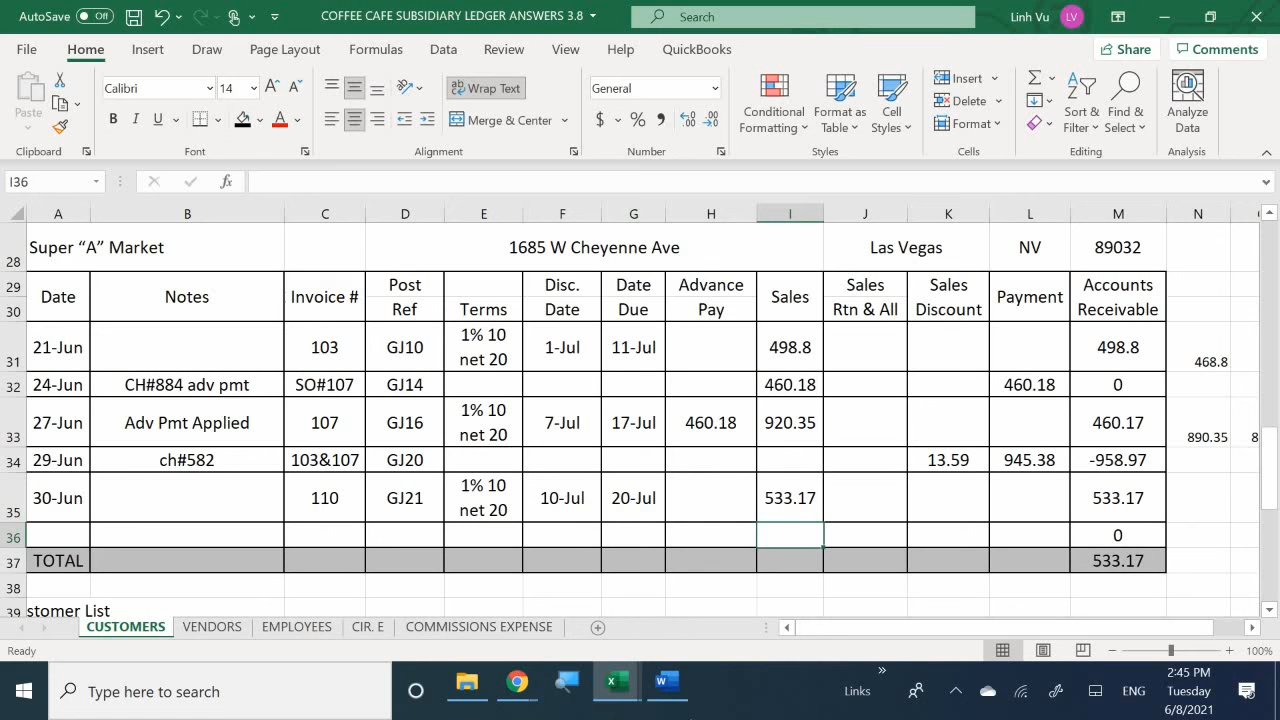 AutoSave Off COFFEE CAFE SUBSIDIARY LEDGER ANSWERS 3.8 Search Linh Vu LV
File Home Insert Draw Page Layout Formulas Data Review View Help QuickBooks Share Comments
Paste Calibri 14 Wrap Text General Conditional Formatting Format as Table Cell Styles Insert Sort & Filter Find & Select Analyze Data
B I U A Merge & Center $ % Delete
Format
Clipboard Font Alignment Number Styles Cells Editing Analysis
I36 fx
A B C D E F G H I J K L M N
28 Super “A” Market 1685 W Cheyenne Ave Las Vegas NV 89032
29 Date Notes Invoice # Post Disc. Date Advance Sales Sales Sales Payment Accounts
30 Ref Terms Date Due Pay Rtn & All Discount Receivable
31 21-Jun 103 GJ10 1% 10 net 20 1-Jul 11-Jul 498.8 498.8 468.8
32 24-Jun CH#884 adv pmt SO#107 GJ14 460.18 460.18 0
33 27-Jun Adv Pmt Applied 107 GJ16 1% 10 net 20 7-Jul 17-Jul 460.18 920.35 460.17 890.35 8
34 29-Jun ch#582 103&107 GJ20 13.59 945.38 -958.97
35 30-Jun 110 GJ21 1% 10 net 20 10-Jul 20-Jul 533.17 533.17
36 0
37 TOTAL 533.17
38
39 stomer List
CUSTOMERS VENDORS EMPLOYEES CIR. E COMMISSIONS EXPENSE
Ready 100%
Type here to search Links ENG 2:45 PM
Tuesday
6/8/2021